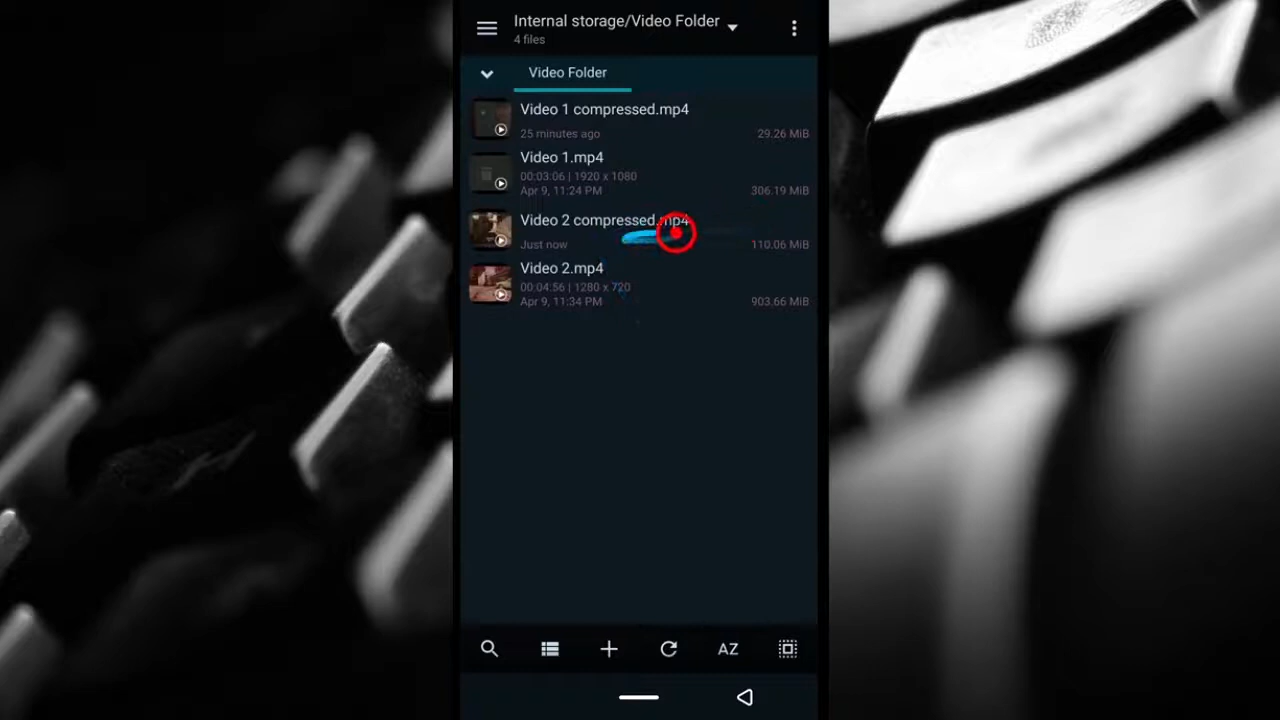 Internal storage/Video Folder
4 files
Video Folder
Video 1 compressed.mp4
25 minutes ago 29.26 MiB
Video 1.mp4
00:03:06 | 1920 x 1080
Apr 9, 11:24 PM 306.19 MiB
Video 2 compressed.mp4
Just now 110.06 MiB
Video 2.mp4
00:04:56 | 1280 x 720
Apr 9, 11:34 PM 903.66 MiB
AZ